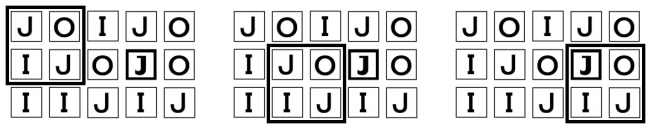 J O I J O J O I J O J O I J O
I J O J O I J O J O I J O J O
I I J I J I I J I J I I J I J